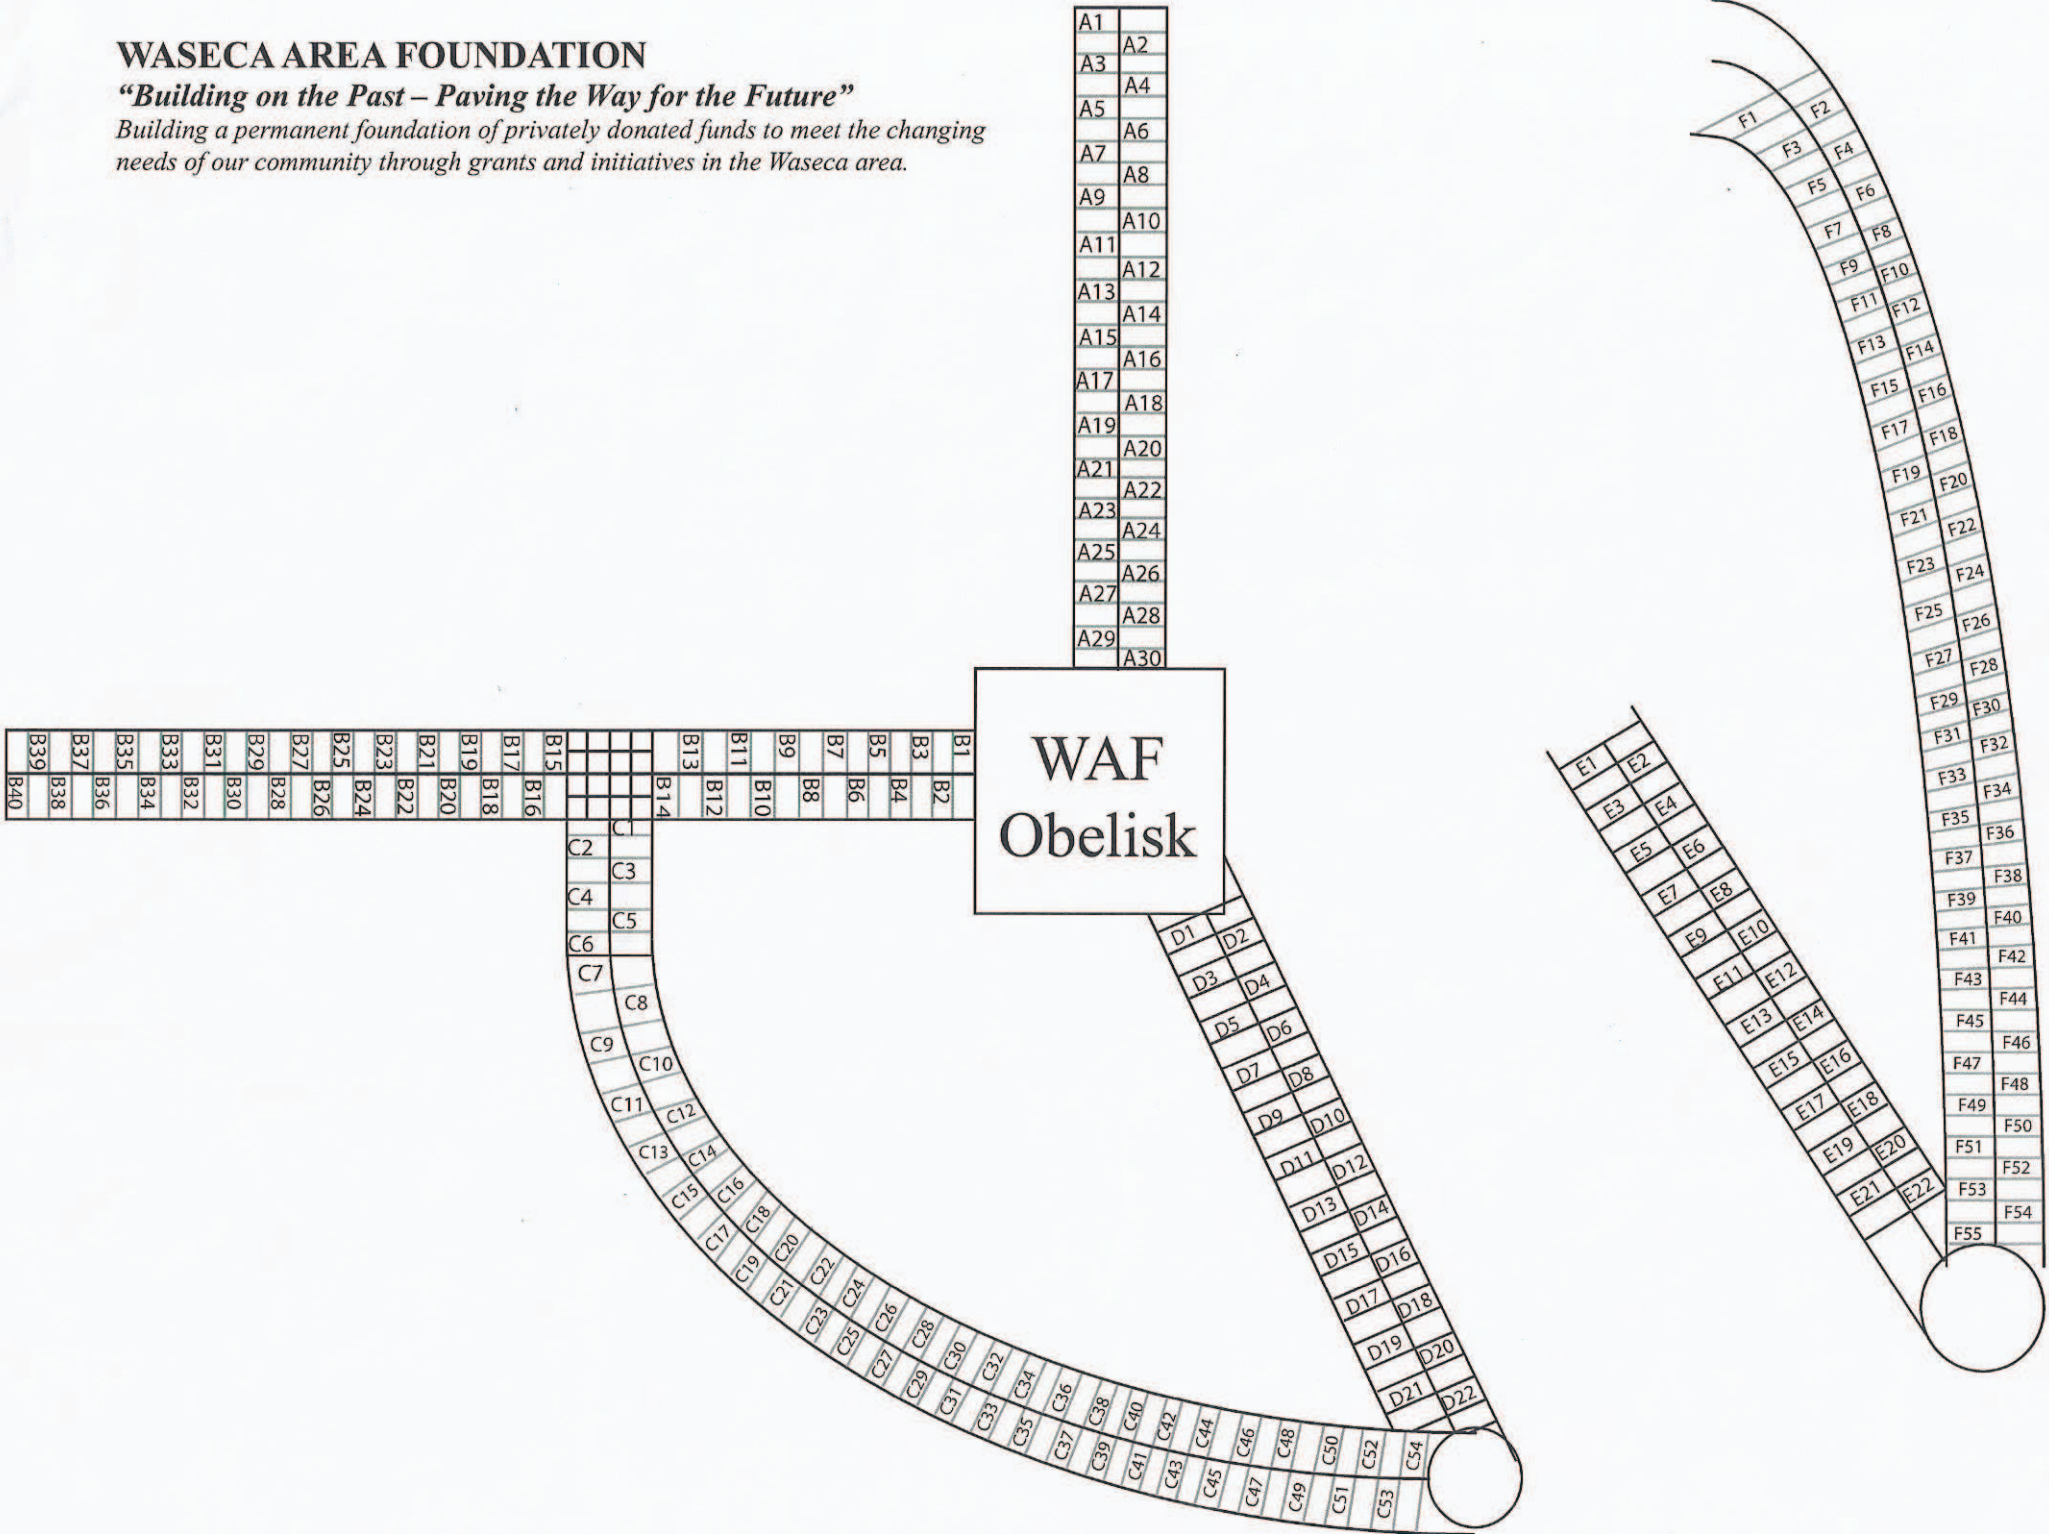 WASECA AREA FOUNDATION
“Building on the Past – Paving the Way for the Future”
Building a permanent foundation of privately donated funds to meet the changing
needs of our community through grants and initiatives in the Waseca area.
A1
A2
A3
A4
A5
A6
A7
A8
A9
A10
A11
A12
A13
A14
A15
A16
A17
A18
A19
A20
A21
A22
A23
A24
A25
A26
A27
A28
A29
A30
WAF
Obelisk
B39 B37 B35 B33 B31 B29 B27 B25 B23 B21 B19 B17 B15 B13 B11 B9 B7 B5 B3 B1
B40 B38 B36 B34 B32 B30 B28 B26 B24 B22 B20 B18 B16 B14 B12 B10 B8 B6 B4 B2
C1
C2
C3
C4
C5
C6
C7
C8
C9
C10
C11
C12
C13
C14
C15
C16
C17
C18
C19
C20
C21
C22
C23
C24
C25
C26
C27
C28
C29
C30
C31
C32
C33
C34
C35
C36
C37
C38
C39
C40
C41
C42
C43
C44
C45
C46
C47
C48
C49
C50
C51
C52
C53
C54
D1
D2
D3
D4
D5
D6
D7
D8
D9
D10
D11
D12
D13
D14
D15
D16
D17
D18
D19
D20
D21
D22
E1
E2
E3
E4
E5
E6
E7
E8
E9
E10
E11
E12
E13
E14
E15
E16
E17
E18
E19
E20
E21
E22
F1
F2
F3
F4
F5
F6
F7
F8
F9
F10
F11
F12
F13
F14
F15
F16
F17
F18
F19
F20
F21
F22
F23
F24
F25
F26
F27
F28
F29
F30
F31
F32
F33
F34
F35
F36
F37
F38
F39
F40
F41
F42
F43
F44
F45
F46
F47
F48
F49
F50
F51
F52
F53
F54
F55